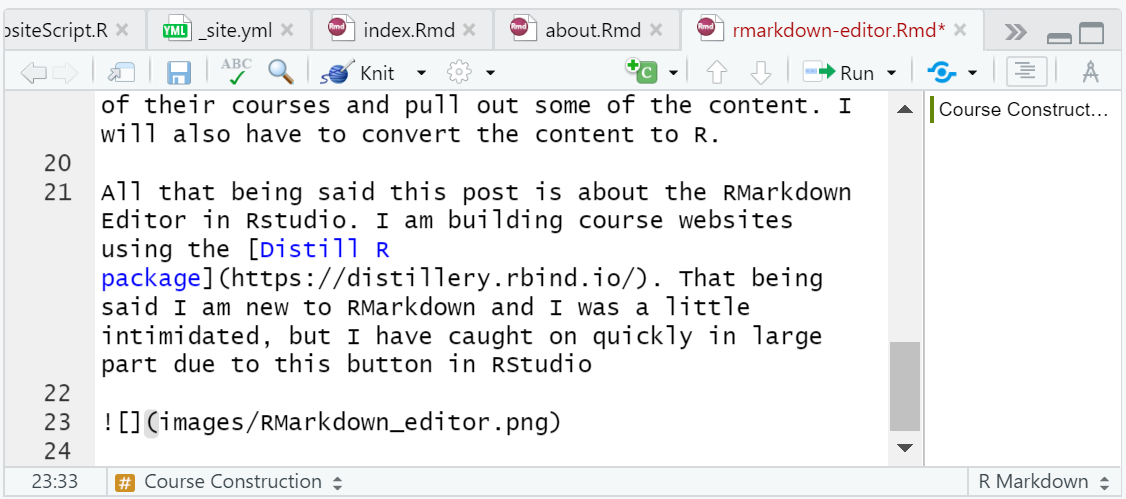 ositeScript.R
_site.yml
index.Rmd
about.Rmd
rmarkdown-editor.Rmd*
ABC
Knit
Run
of their courses and pull out some of the content. I
will also have to convert the content to R.
20
21 All that being said this post is about the RMarkdown
Editor in Rstudio. I am building course websites
using the [Distill R
package](https://distillery.rbind.io/). That being
said I am new to RMarkdown and I was a little
intimidated, but I have caught on quickly in large
part due to this button in RStudio
22
23 ![](images/RMarkdown_editor.png)
24
Course Construct...
23:33
# Course Construction
R Markdown